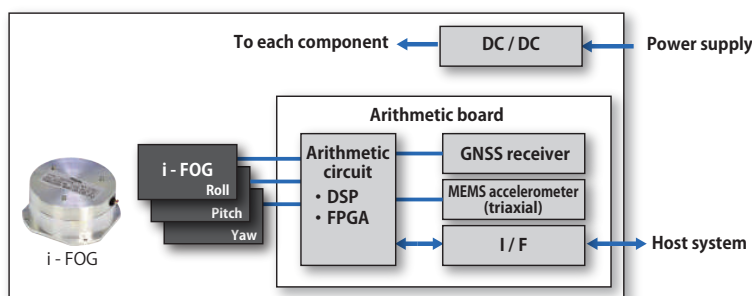 To each component
DC / DC
Power supply
Arithmetic board
i - FOG
Roll
Pitch
Yaw
Arithmetic
circuit
・ DSP
・ FPGA
GNSS receiver
MEMS accelerometer
(triaxial)
I / F
Host system
i - FOG